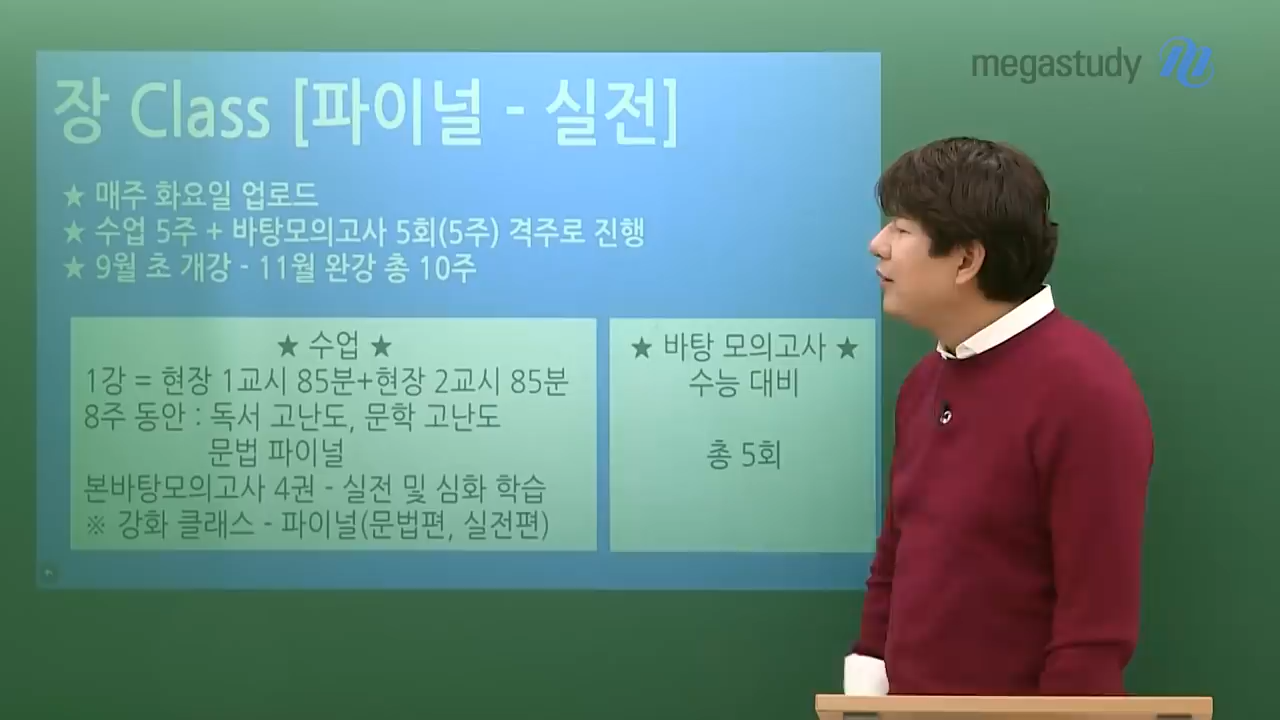 megastudy
장 Class [파이널 - 실전]
★ 매주 화요일 업로드
★ 수업 5주 + 바탕모의고사 5회(5주) 격주로 진행
★ 9월 초 개강 - 11월 완강 총 10주
★ 수업 ★
1강 = 현장 1교시 85분+현장 2교시 85분
8주 동안 : 독서 고난도, 문학 고난도
문법 파이널
본바탕모의고사 4권 - 실전 및 심화 학습
※ 강화 클래스 - 파이널(문법편, 실전편)
★ 바탕 모의고사 ★
수능 대비
총 5회